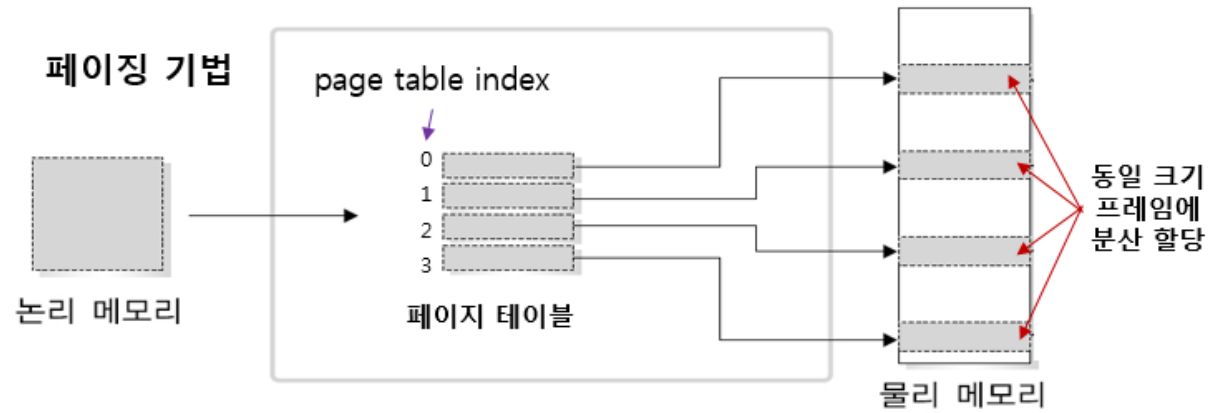 페이징 기법
page table index
0
1
2
3
페이지 테이블
논리 메모리
동일 크기
프레임에
분산 할당
물리 메모리